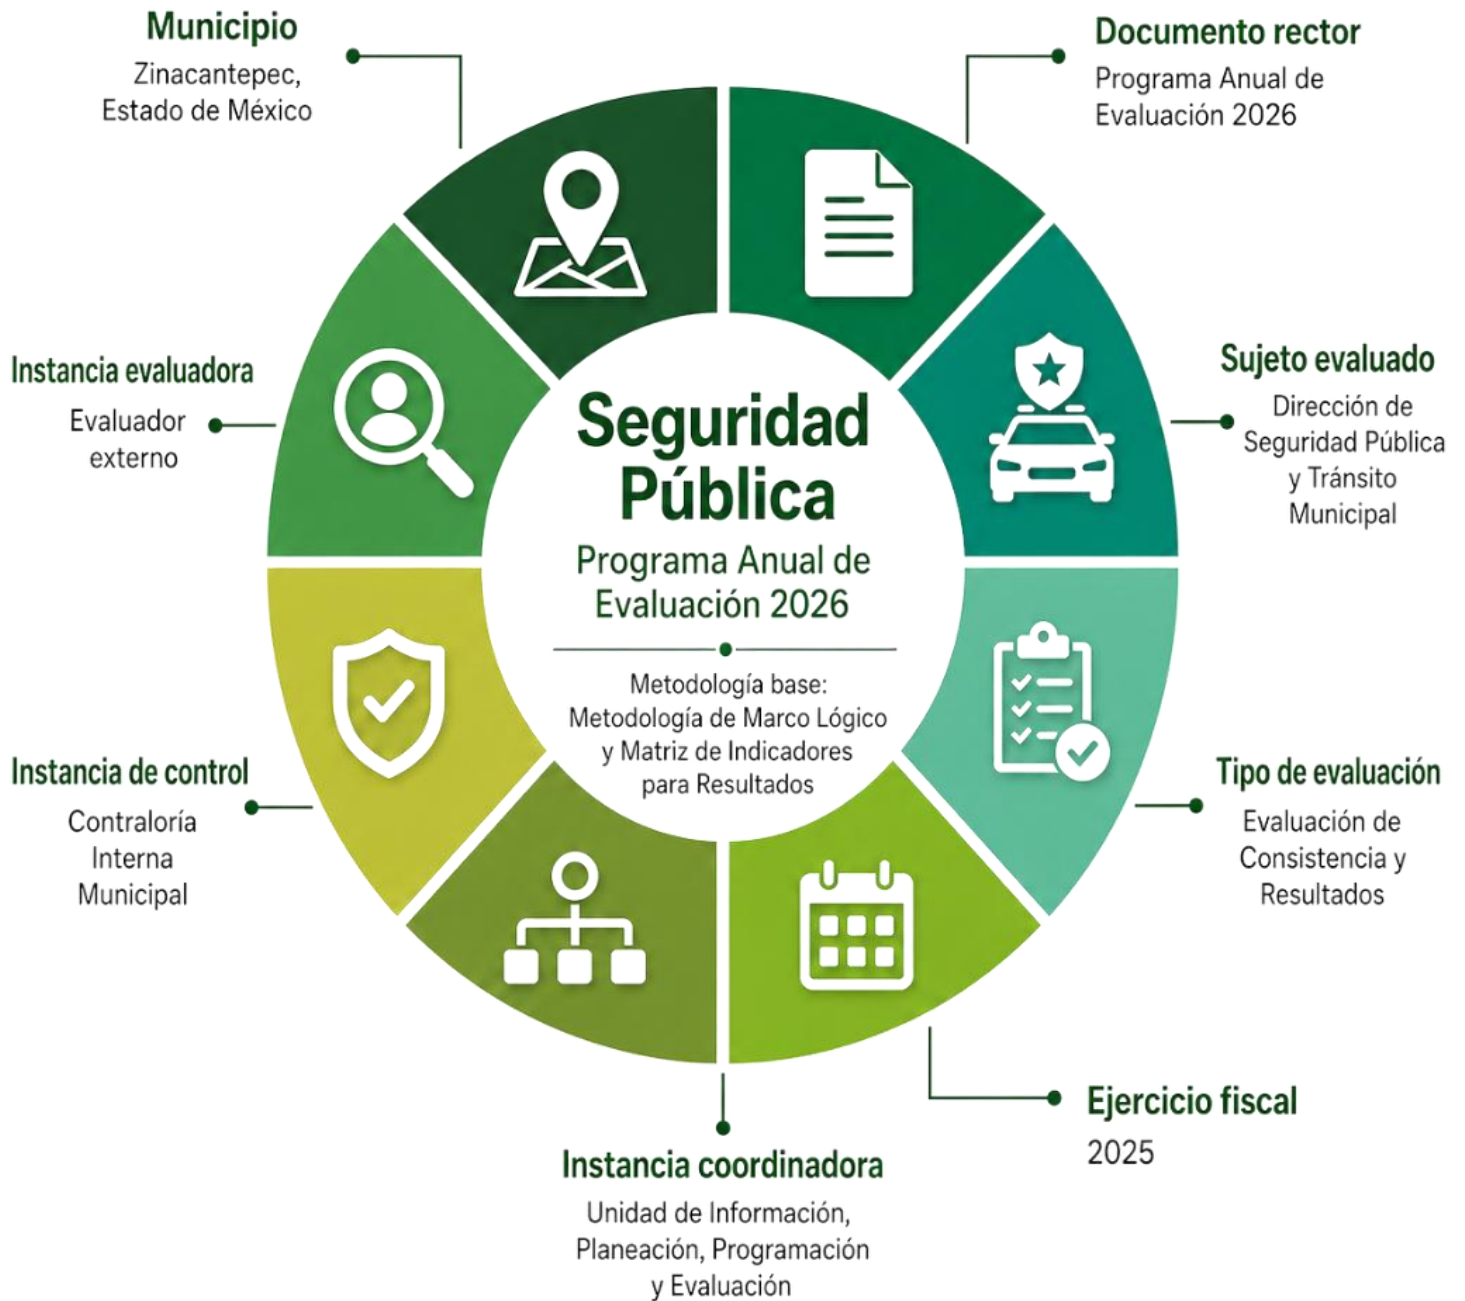 Municipio
Zinacantepec,
Estado de México
Documento rector
Programa Anual de
Evaluación 2026
Instancia evaluadora
Evaluador
externo
Sujeto evaluado
Dirección de
Seguridad Pública
y Tránsito
Municipal
Seguridad
Pública
Programa Anual de
Evaluación 2026
Metodología base:
Metodología de Marco Lógico
y Matriz de Indicadores
para Resultados
Instancia de control
Contraloría
Interna
Municipal
Tipo de evaluación
Evaluación de
Consistencia y
Resultados
Ejercicio fiscal
2025
Instancia coordinadora
Unidad de Información,
Planeación, Programación
y Evaluación